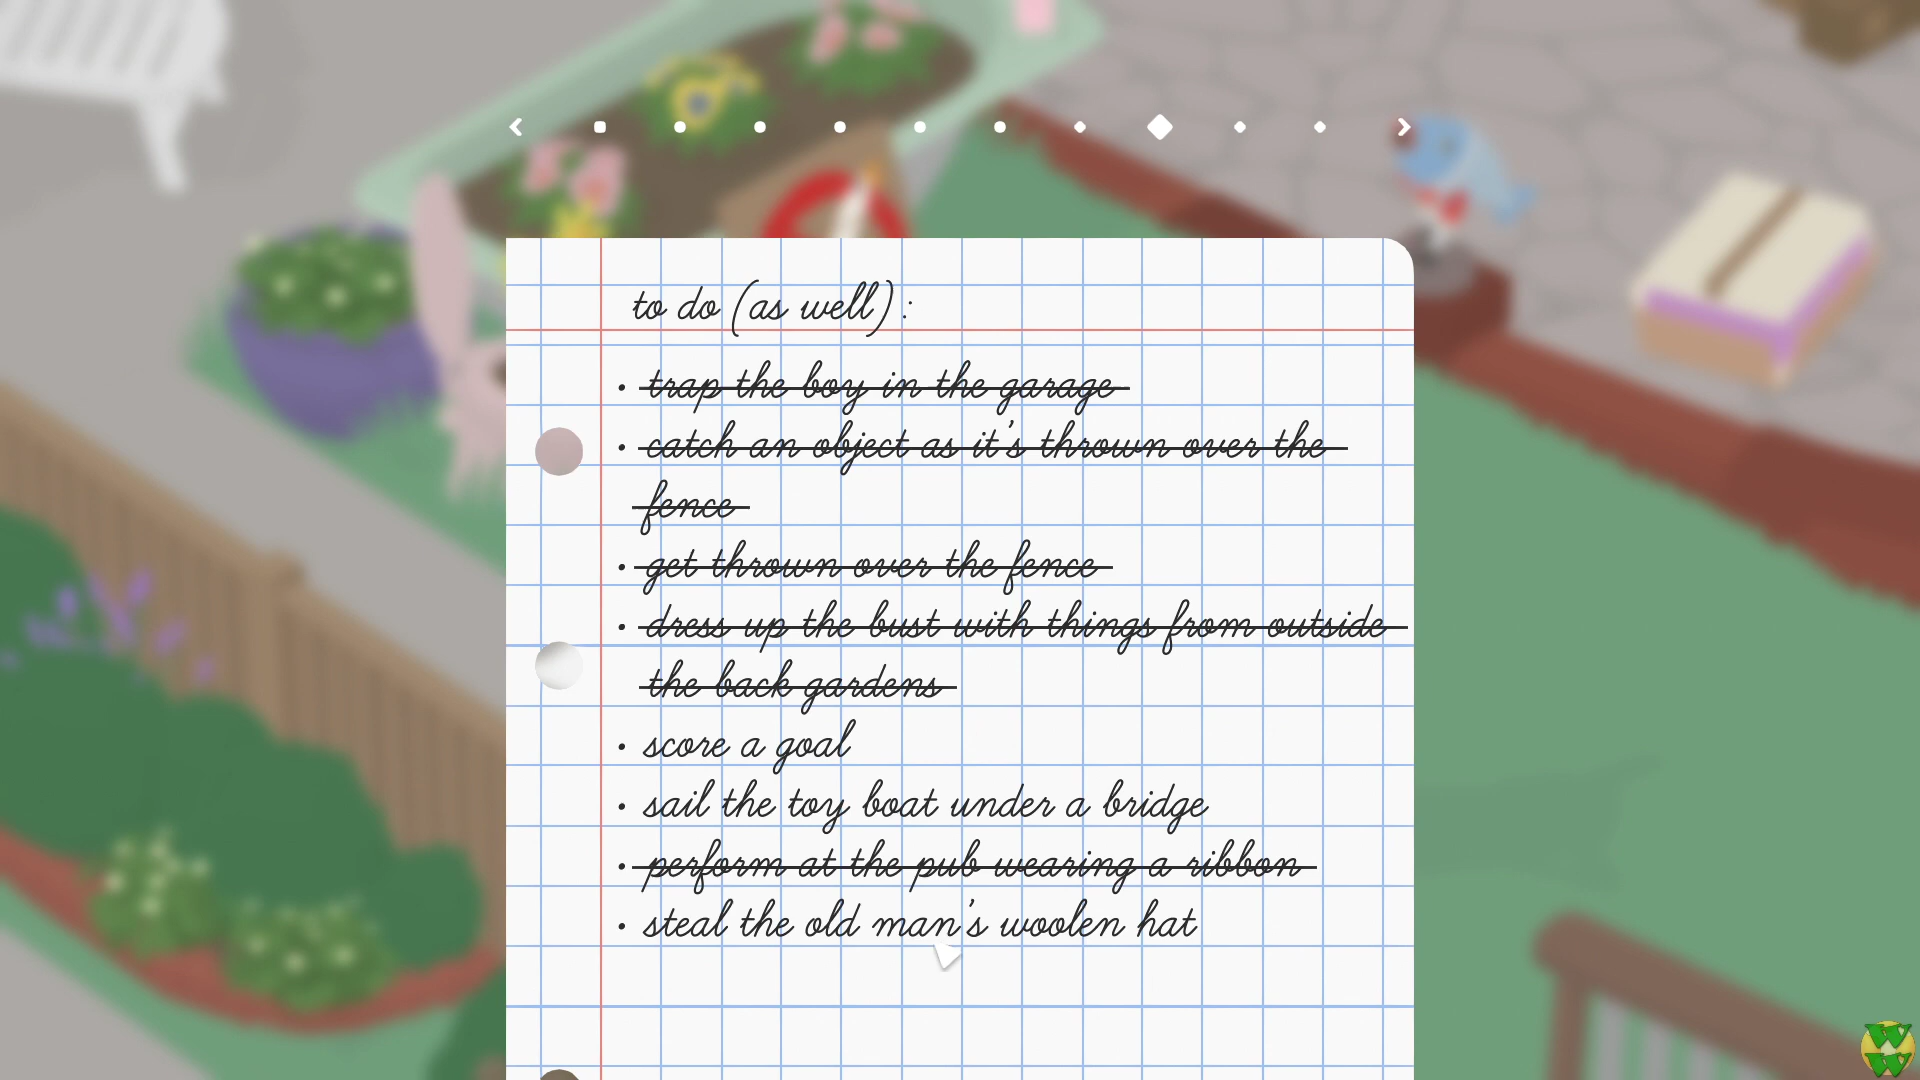 to do (as well):
• trap the boy in the garage
• catch an object as it's thrown over the
fence
• get thrown over the fence
• dress up the bust with things from outside
the back gardens
• score a goal
• sail the toy boat under a bridge
• perform at the pub wearing a ribbon
• steal the old man's woolen hat
W
W